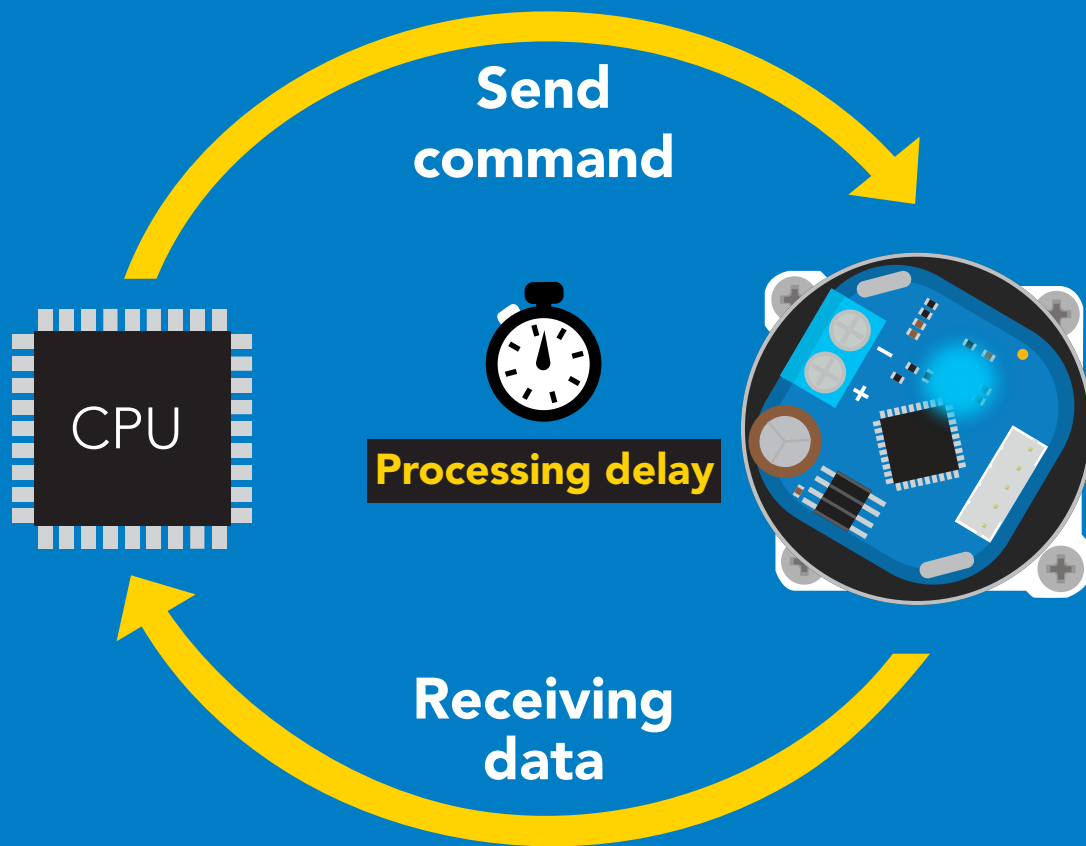 Send
command
CPU
Processing delay
− +
Receiving
data